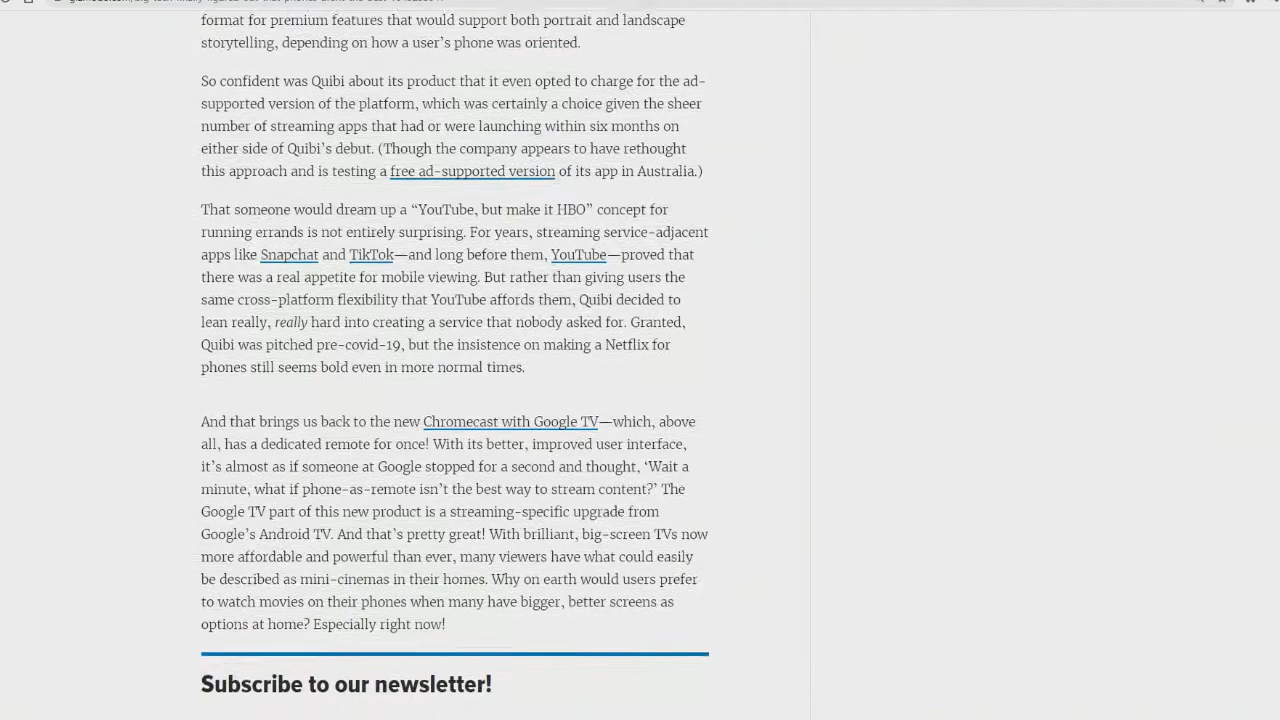 format for premium features that would support both portrait and landscape
storytelling, depending on how a user’s phone was oriented.
So confident was Quibi about its product that it even opted to charge for the ad-
supported version of the platform, which was certainly a choice given the sheer
number of streaming apps that had or were launching within six months on
either side of Quibi’s debut. (Though the company appears to have rethought
this approach and is testing a free ad-supported version of its app in Australia.)
That someone would dream up a “YouTube, but make it HBO” concept for
running errands is not entirely surprising. For years, streaming service-adjacent
apps like Snapchat and TikTok—and long before them, YouTube—proved that
there was a real appetite for mobile viewing. But rather than giving users the
same cross-platform flexibility that YouTube affords them, Quibi decided to
lean really, really hard into creating a service that nobody asked for. Granted,
Quibi was pitched pre-covid-19, but the insistence on making a Netflix for
phones still seems bold even in more normal times.
And that brings us back to the new Chromecast with Google TV—which, above
all, has a dedicated remote for once! With its better, improved user interface,
it’s almost as if someone at Google stopped for a second and thought, ‘Wait a
minute, what if phone-as-remote isn’t the best way to stream content?’ The
Google TV part of this new product is a streaming-specific upgrade from
Google’s Android TV. And that’s pretty great! With brilliant, big-screen TVs now
more affordable and powerful than ever, many viewers have what could easily
be described as mini-cinemas in their homes. Why on earth would users prefer
to watch movies on their phones when many have bigger, better screens as
options at home? Especially right now!
Subscribe to our newsletter!